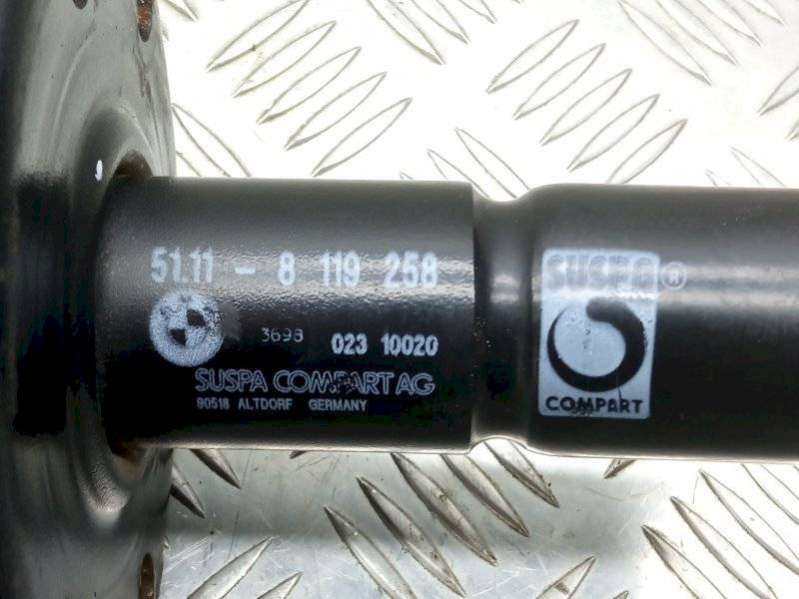 51.11 - 8 119 258
3698 023 10020
SUSPA COMPART AG
90518 ALTDORF GERMANY
SUSPA ®
COMPART